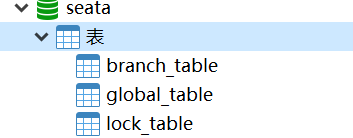 seata
表
branch_table
global_table
lock_table